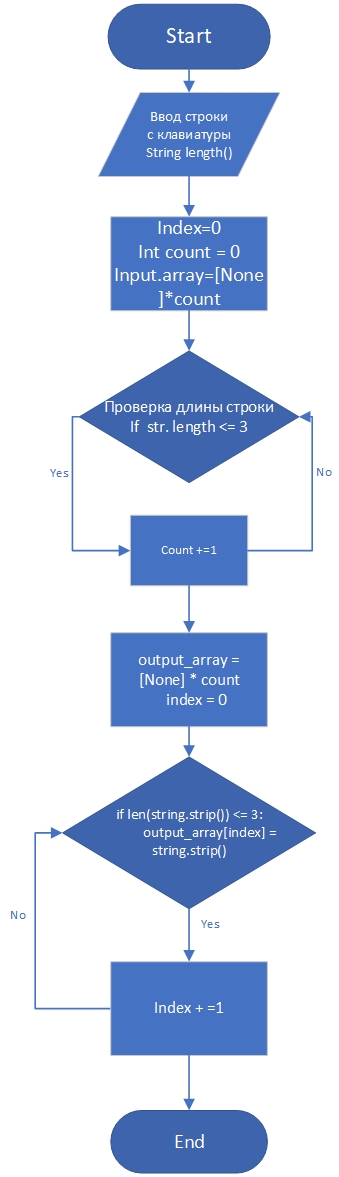 Start
Ввод строки
с клавиатуры
String length()
Index=0
Int count = 0
Input.array=[None
]*count
Проверка длины строки
If  str. length <= 3
Yes
No
Count +=1
output_array =
[None] * count
index = 0
if len(string.strip()) <= 3:
output_array[index] =
string.strip()
No
Yes
Index + =1
End